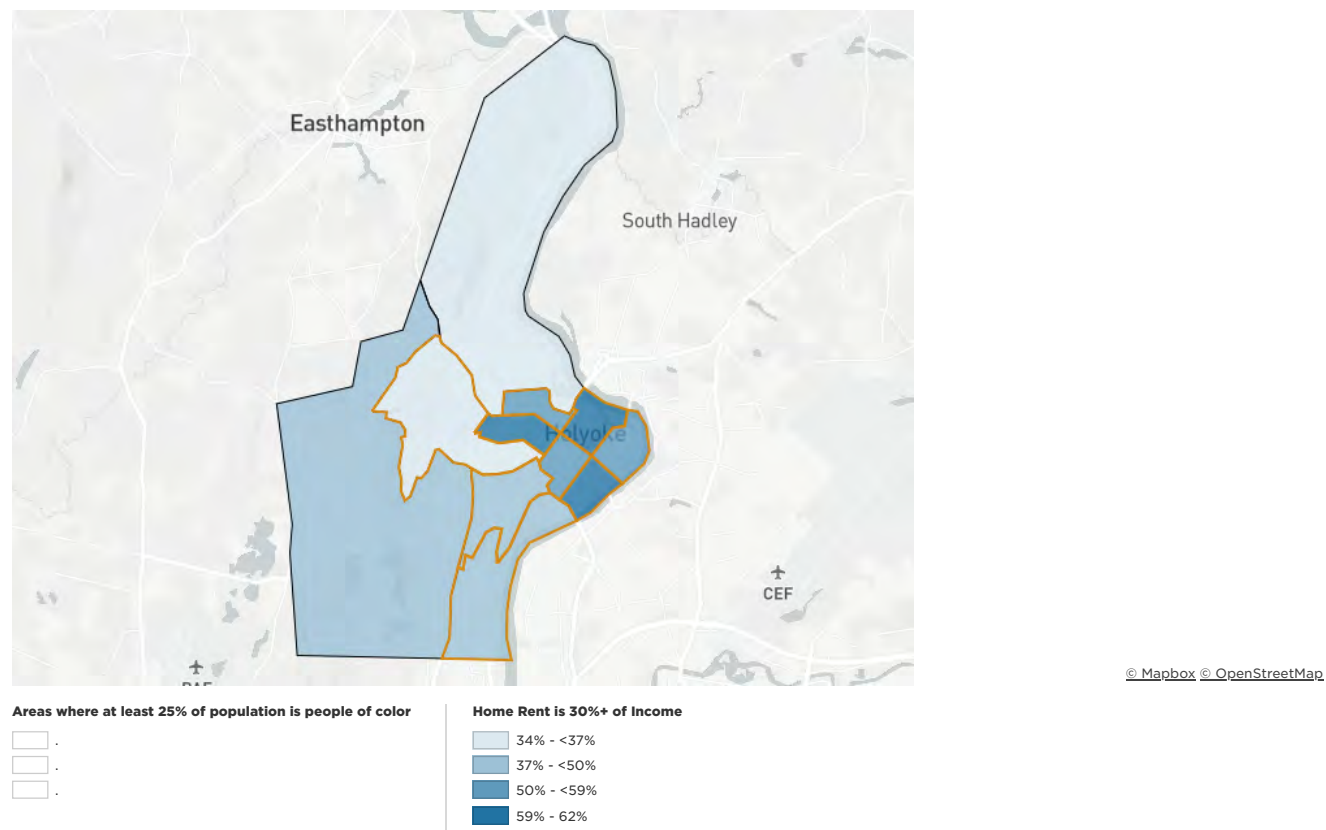 Easthampton
South Hadley
Holyoke
CEF
© Mapbox © OpenStreetMap
Areas where at least 25% of population is people of color
.
.
.
Home Rent is 30%+ of Income
34% - <37%
37% - <50%
50% - <59%
59% - 62%